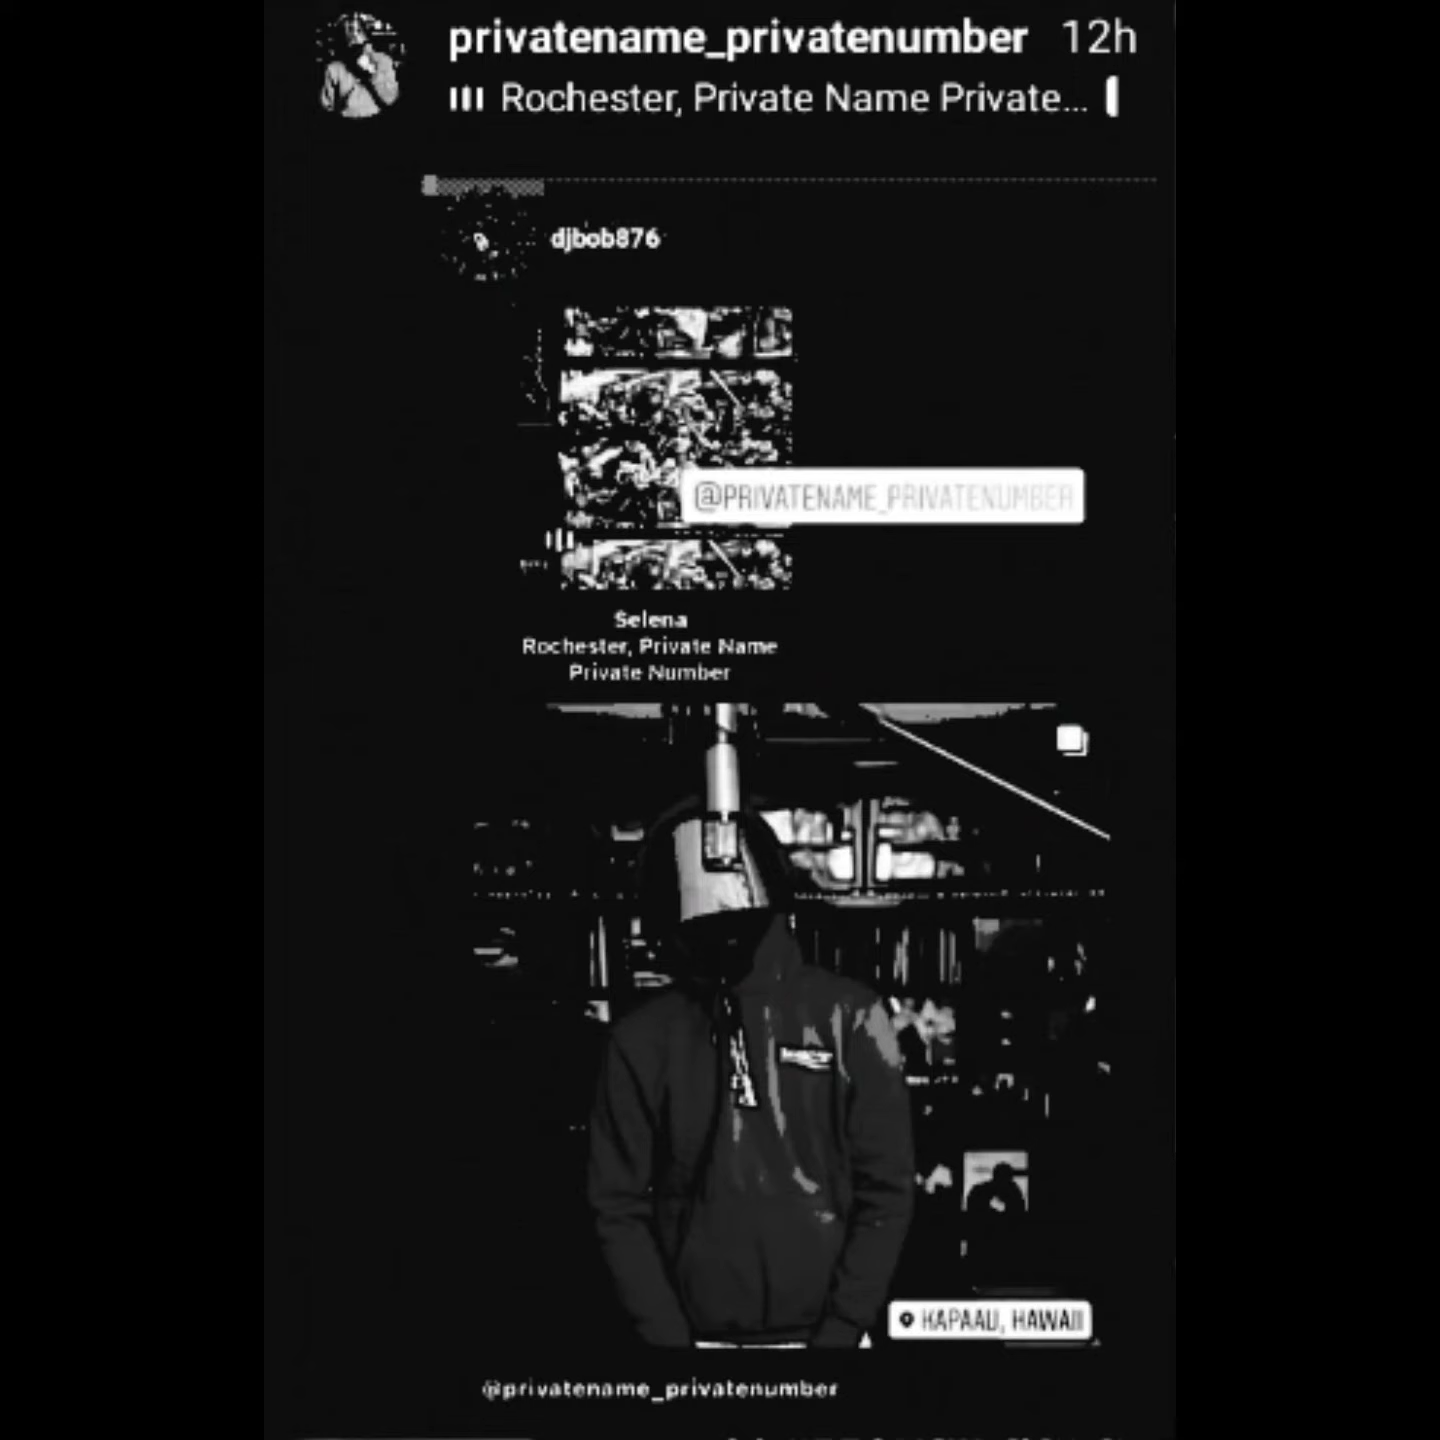 privatename_privatenumber 12h
Rochester, Private Name Private...
djbob876
@PRIVATENAME_PRIVATENUMBER
Selena
Rochester, Private Name
Private Number
KAPAAU, HAWAII
@privatename_privatenumber